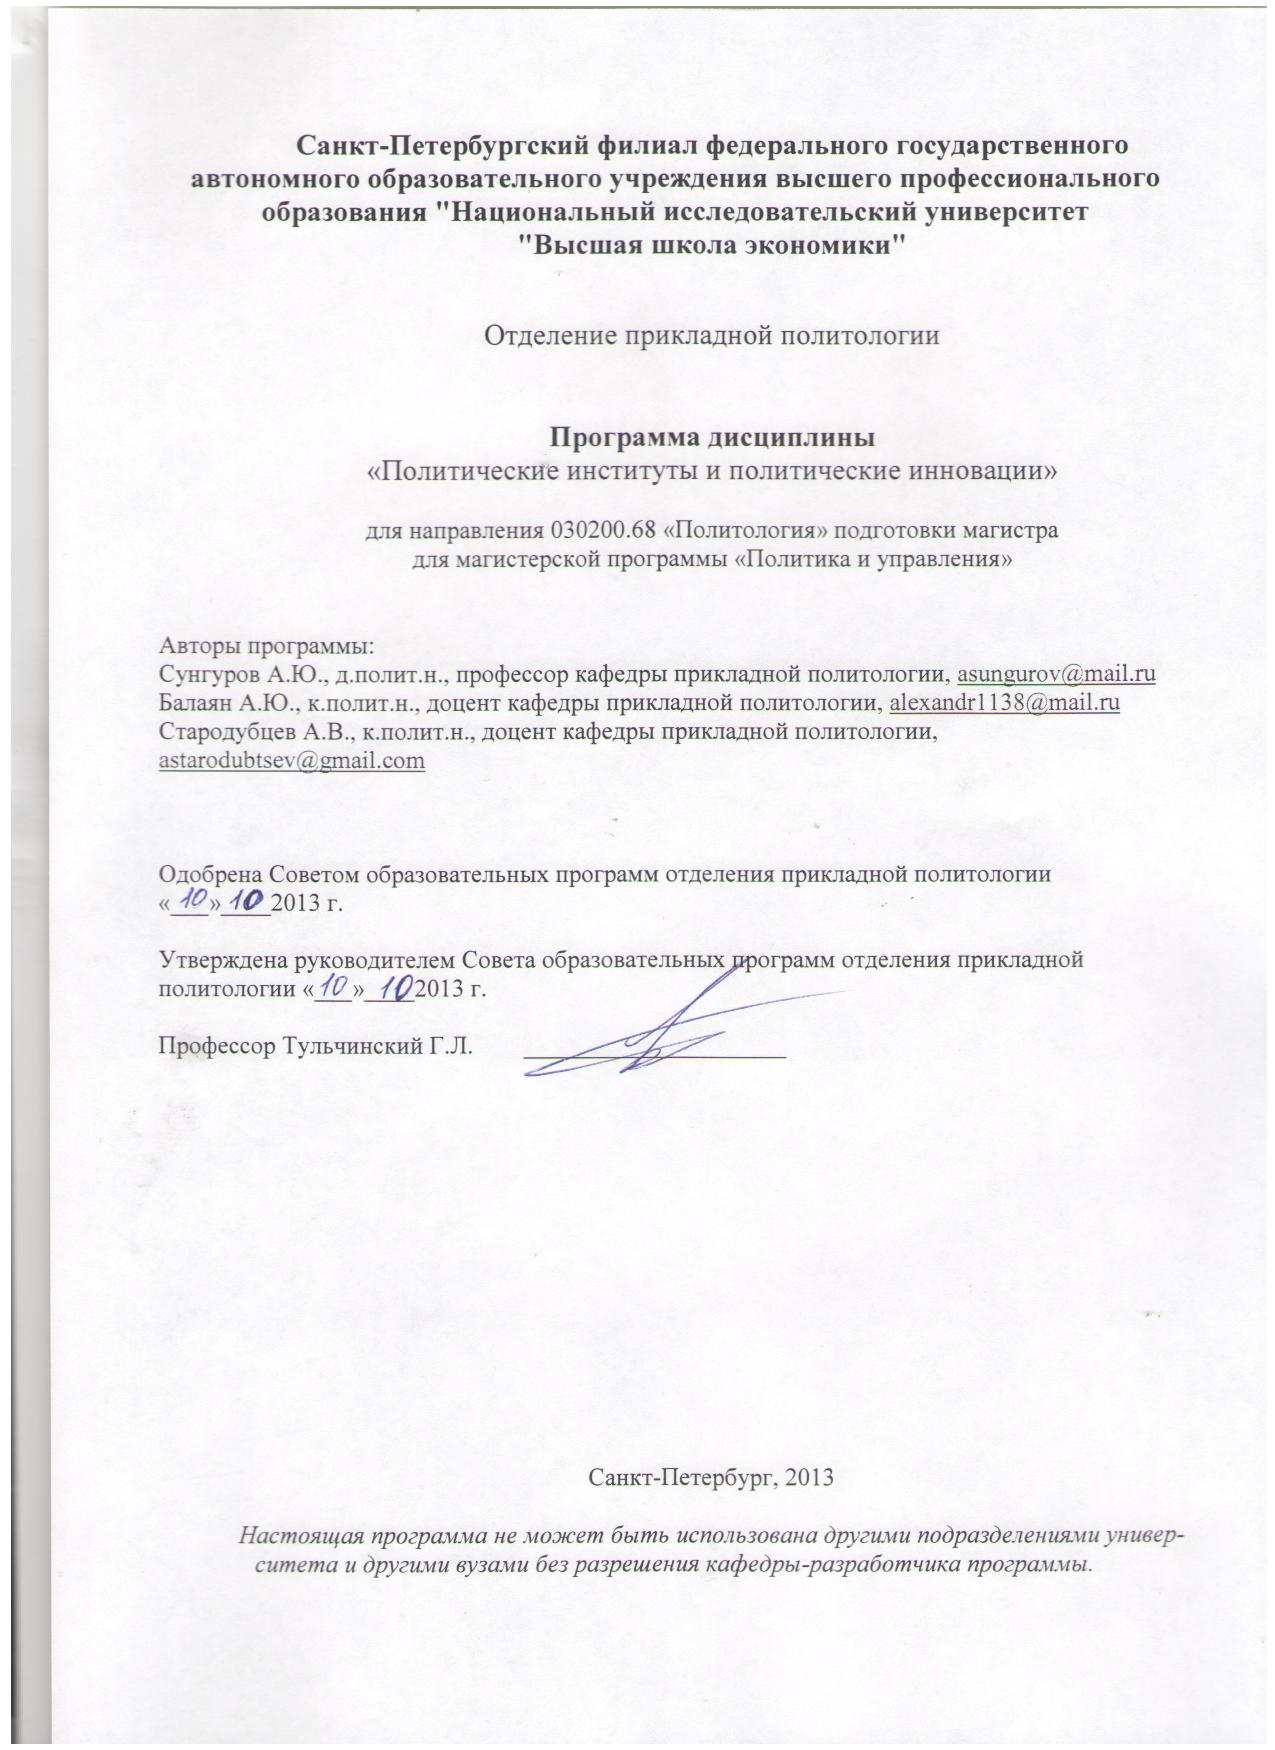 Санкт-Петербургский филиал федерального государственного
автономного образовательного учреждения высшего профессионального
образования "Национальный исследовательский университет
"Высшая школа экономики"
Отделение прикладной политологии
Программа дисциплины
«Политические институты и политические инновации»
для направления 030200.68 «Политология» подготовки магистра
для магистерской программы «Политика и управления»
Авторы программы:
Сунгуров А.Ю., д.полит.н., профессор кафедры прикладной политологии, asungurov@mail.ru
Балаян А.Ю., к.полит.н., доцент кафедры прикладной политологии, alexandr1138@mail.ru
Стародубцев А.В., к.полит.н., доцент кафедры прикладной политологии,
astarodubtsev@gmail.com
Одобрена Советом образовательных программ отделения прикладной политологии
«10» 10 2013 г.
Утверждена руководителем Совета образовательных программ отделения прикладной
политологии «10» 10 2013 г.
Профессор Тульчинский Г.Л.
Санкт-Петербург, 2013
Настоящая программа не может быть использована другими подразделениями универ-
ситета и другими вузами без разрешения кафедры-разработчика программы.